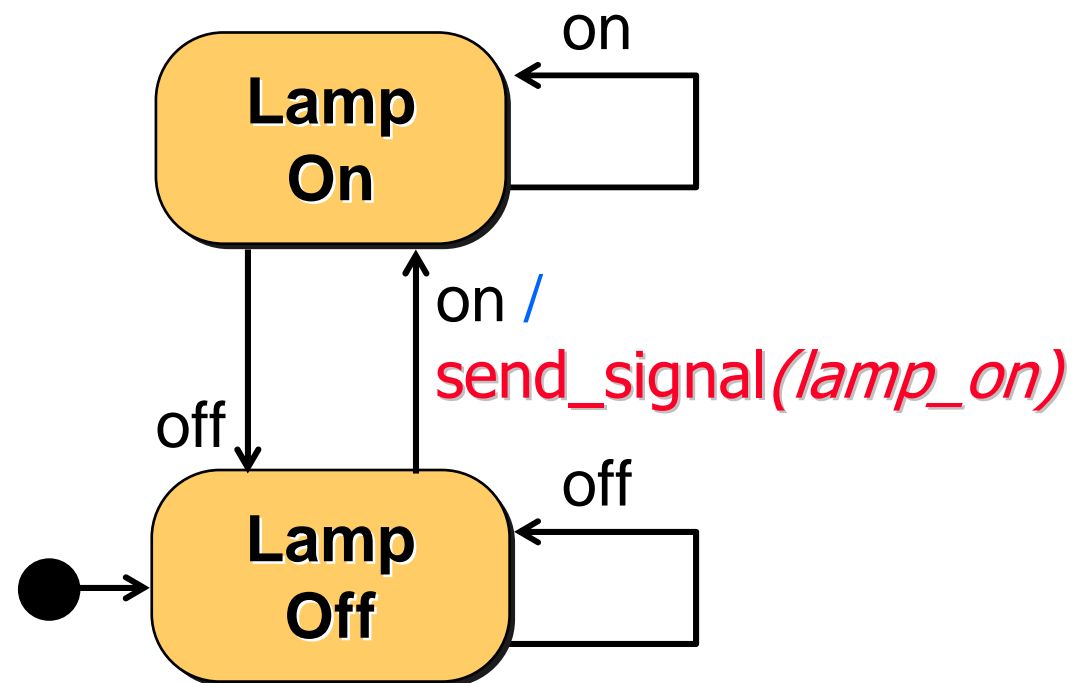 on
Lamp
On
on /
send_signal(lamp_on)
off
off
Lamp
Off